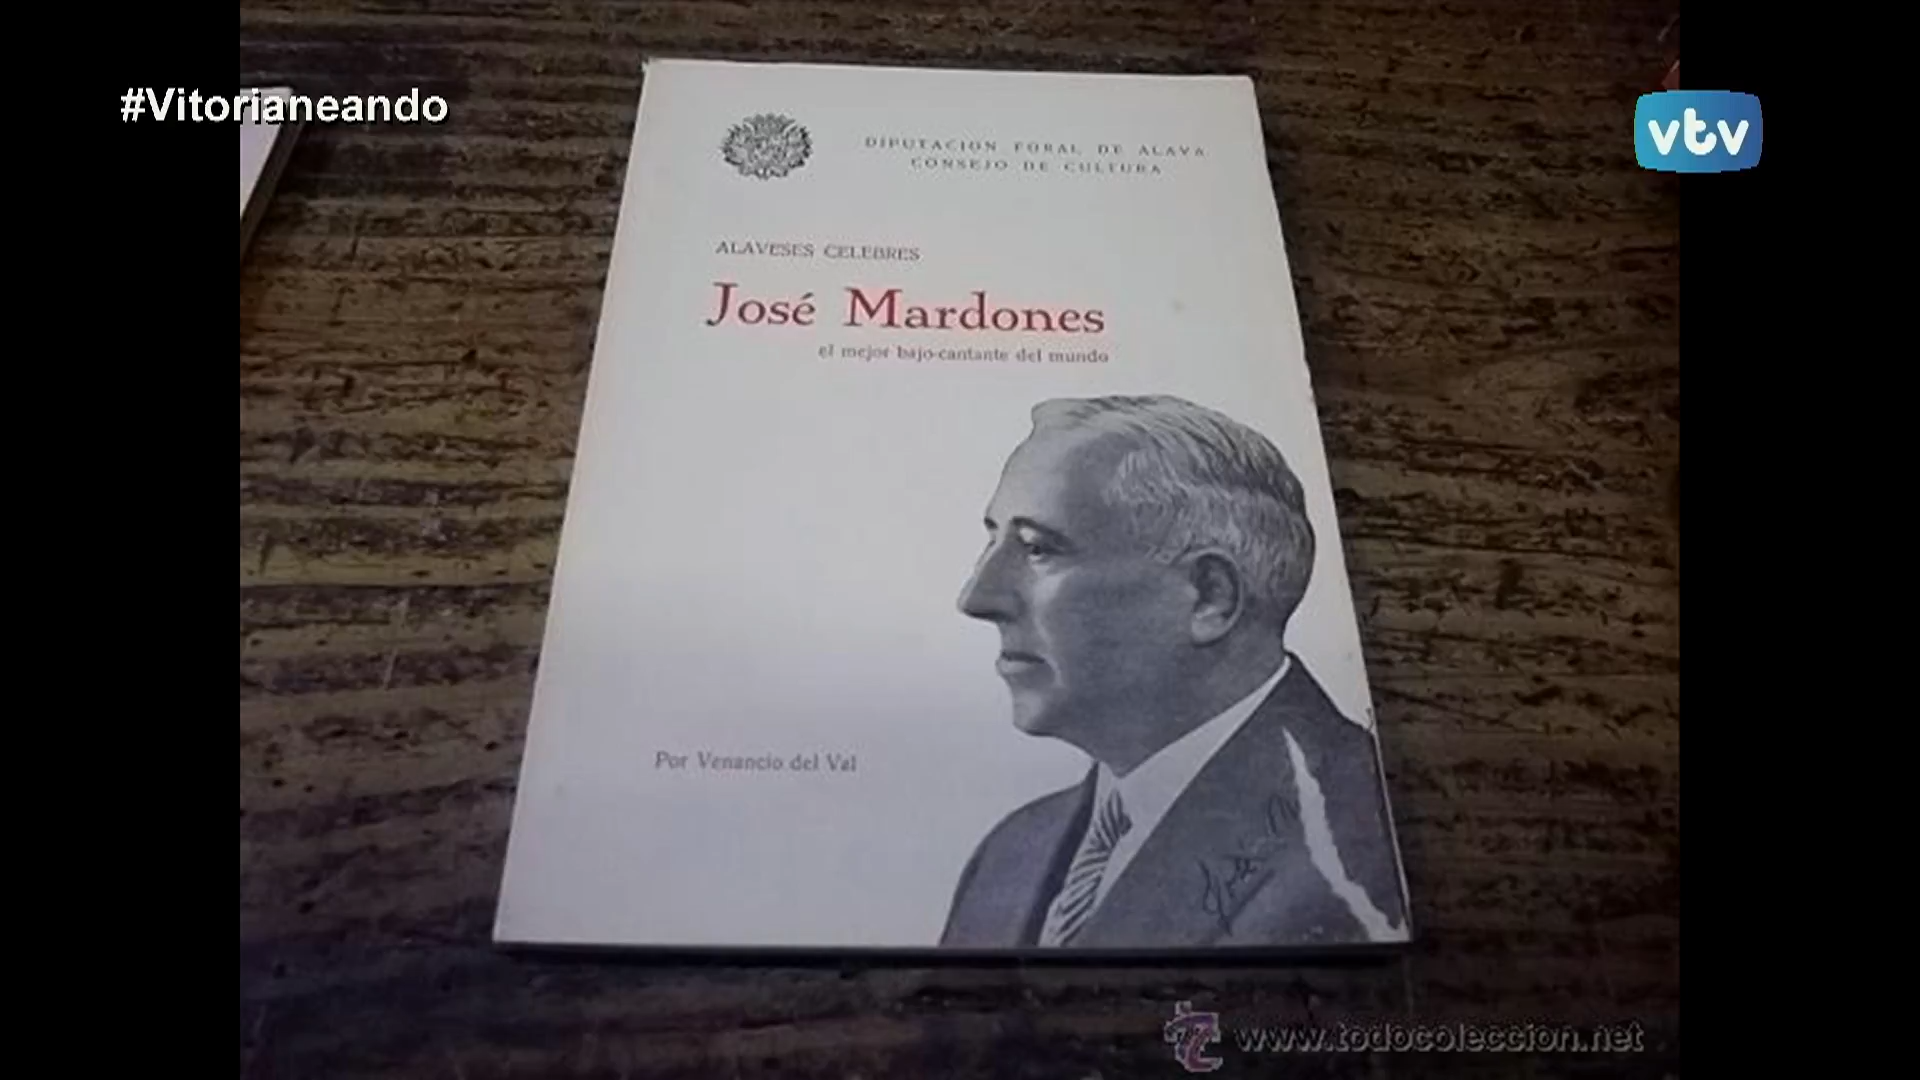 #Vitorianeando
vtv
DIPUTACION FORAL DE ALAVA
CONSEJO DE CULTURA
ALAVESES CELEBRES
José Mardones
el mejor bajo-cantante del mundo
Por Venancio del Val
José M
www.todocoleccion.net